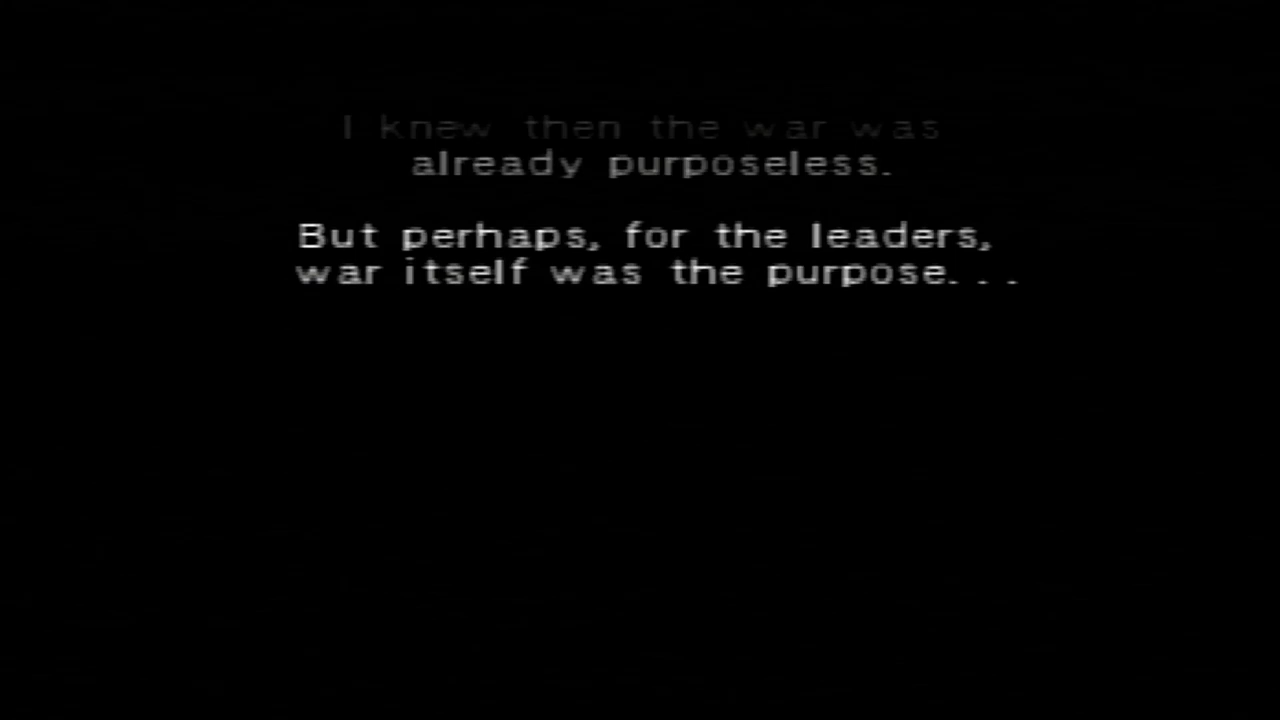 I knew then the war was
already purposeless.
But perhaps, for the leaders,
war itself was the purpose...